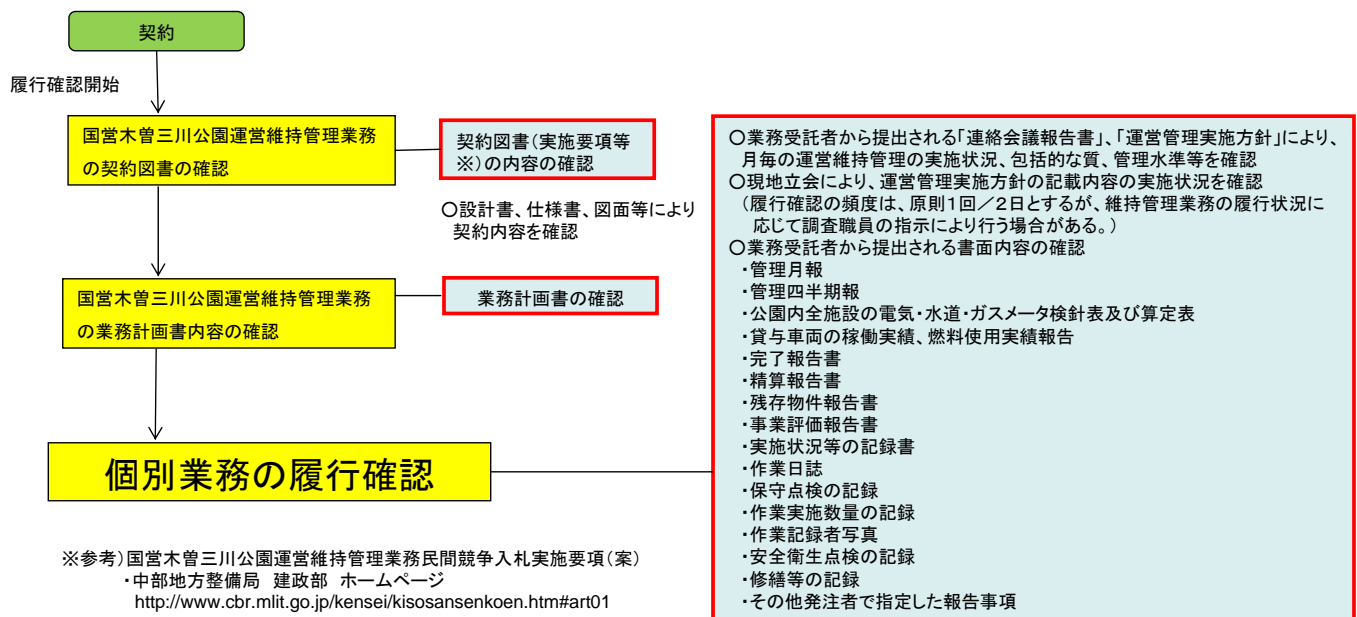 契約
履行確認開始
国営木曽三川公園運営維持管理業務
の契約図書の確認
契約図書(実施要項等
※)の内容の確認
〇設計書、仕様書、図面等により
契約内容を確認
国営木曽三川公園運営維持管理業務
の業務計画書内容の確認
業務計画書の確認
個別業務の履行確認
〇業務受託者から提出される「連絡会議報告書」、「運営管理実施方針」により、
月毎の運営維持管理の実施状況、包括的な質、管理水準等を確認
〇現地立会により、運営管理実施方針の記載内容の実施状況を確認
(履行確認の頻度は、原則1回/2日とするが、維持管理業務の履行状況に
応じて調査職員の指示により行う場合がある。)
〇業務受託者から提出される書面内容の確認
・管理月報
・管理四半期報
・公園内全施設の電気・水道・ガスメータ検針表及び算定表
・貸与車両の稼働実績、燃料使用実績報告
・完了報告書
・精算報告書
・残存物件報告書
・事業評価報告書
・実施状況等の記録書
・作業日誌
・保守点検の記録
・作業実施数量の記録
・作業記録者写真
・安全衛生点検の記録
・修繕等の記録
・その他発注者で指定した報告事項
※参考)国営木曽三川公園運営維持管理業務民間競争入札実施要項(案)
・中部地方整備局 建政部 ホームページ
http://www.cbr.mlit.go.jp/kensei/kisosansenkoen.htm#art01